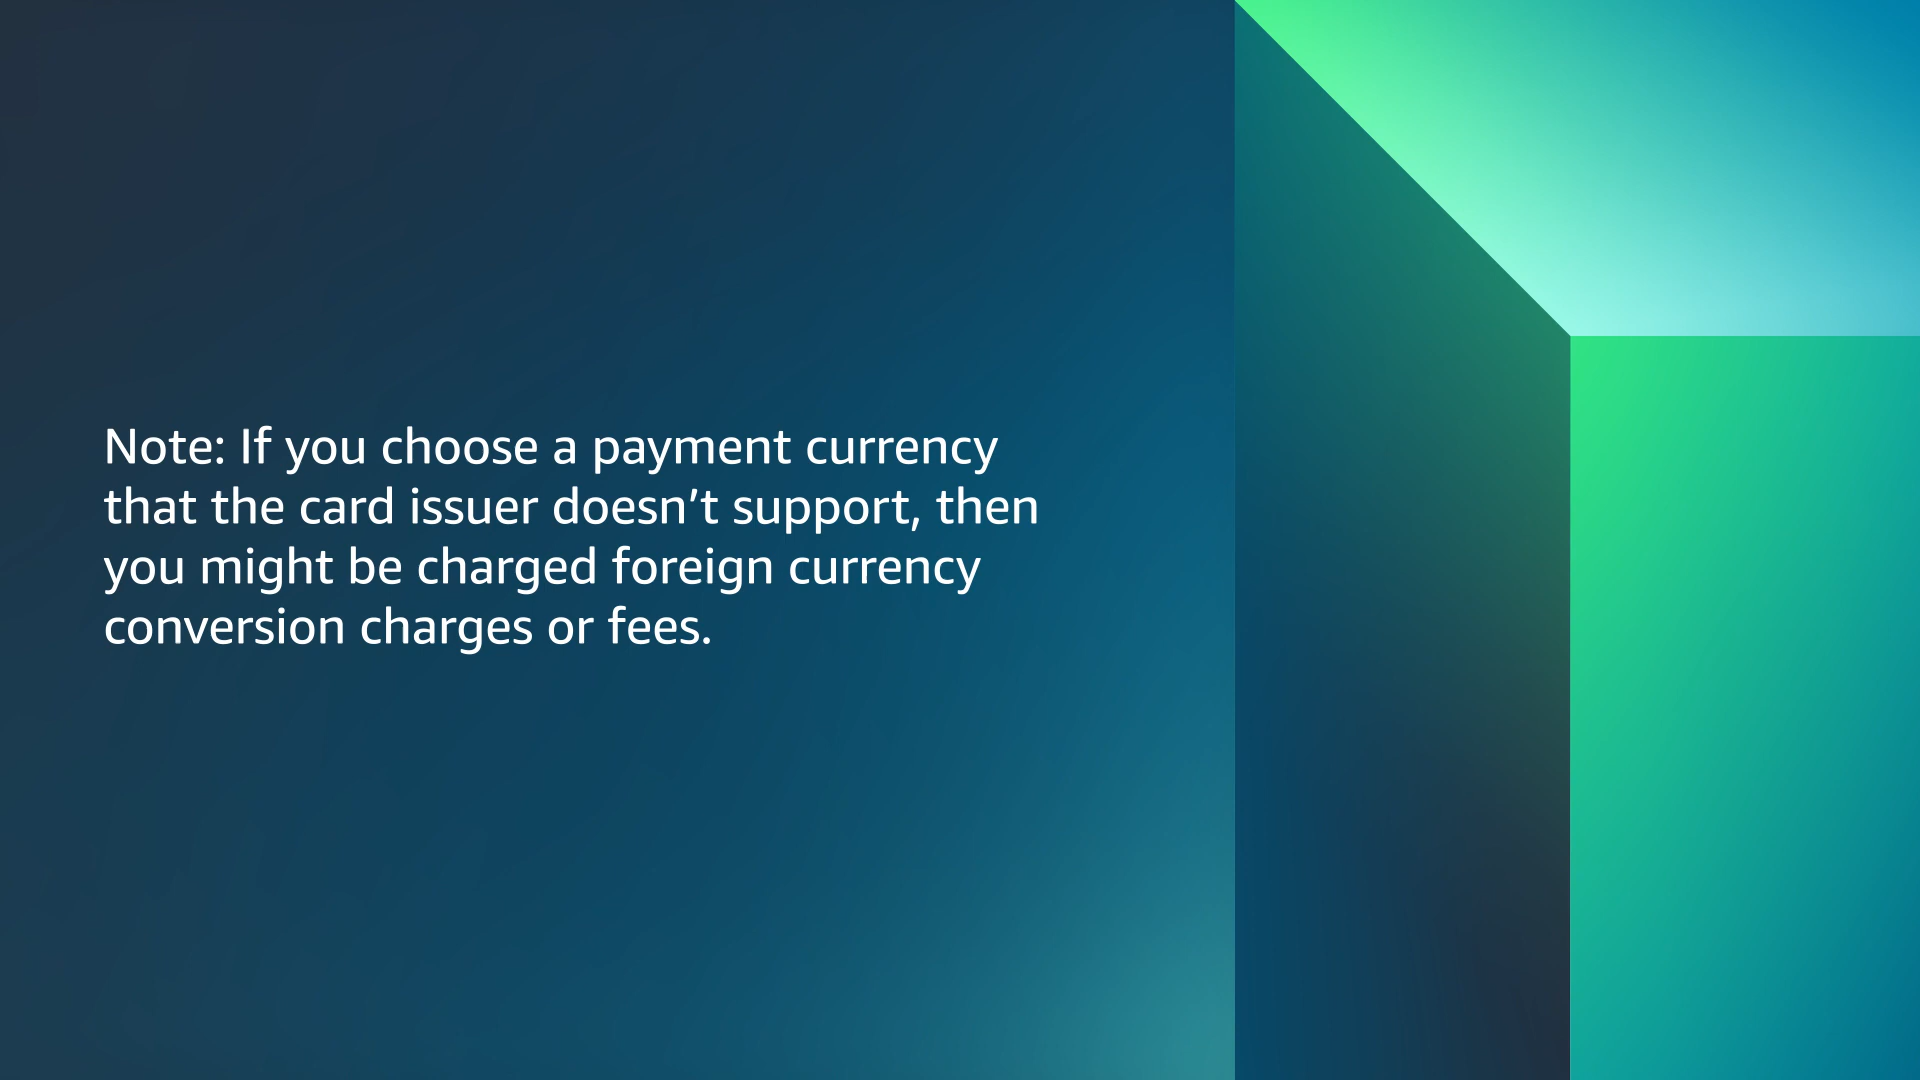 Note: If you choose a payment currency
that the card issuer doesn’t support, then
you might be charged foreign currency
conversion charges or fees.